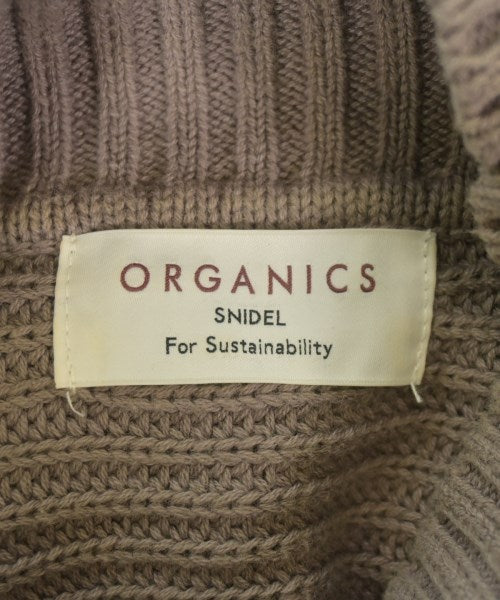 ORGANICS
SNIDEL
For Sustainability